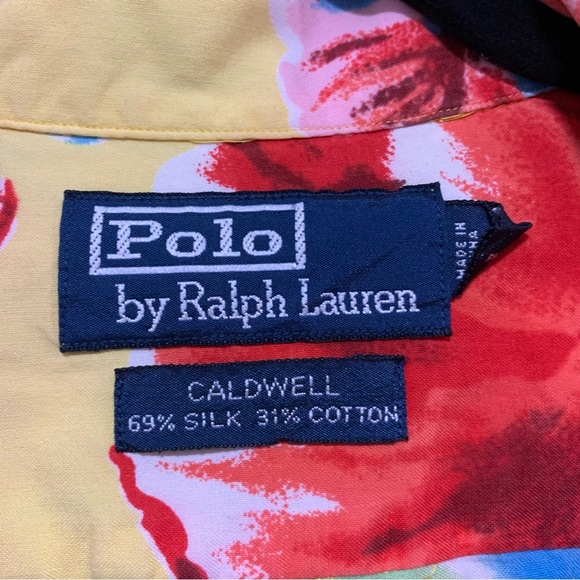 Polo
by Ralph Lauren
MADE IN
CALDWELL
69% SILK 31% COTTON